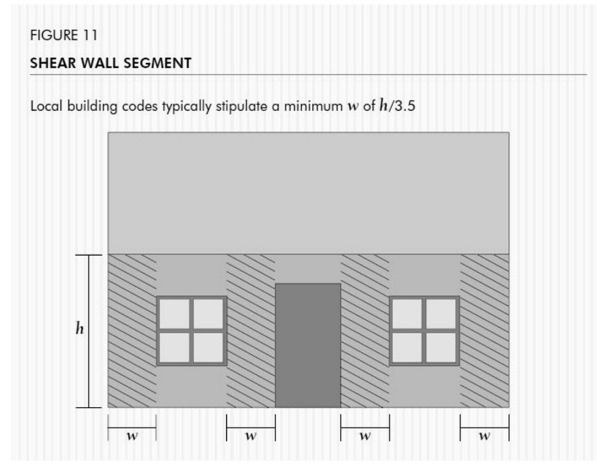 FIGURE 11
SHEAR WALL SEGMENT
Local building codes typically stipulate a minimum w of h/3.5
h
w
w
w
w